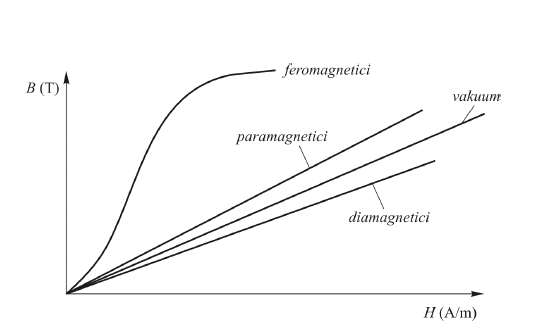 feromagnetici
B (T)
vakuum
paramagnetici
diamagnetici
H (A/m)